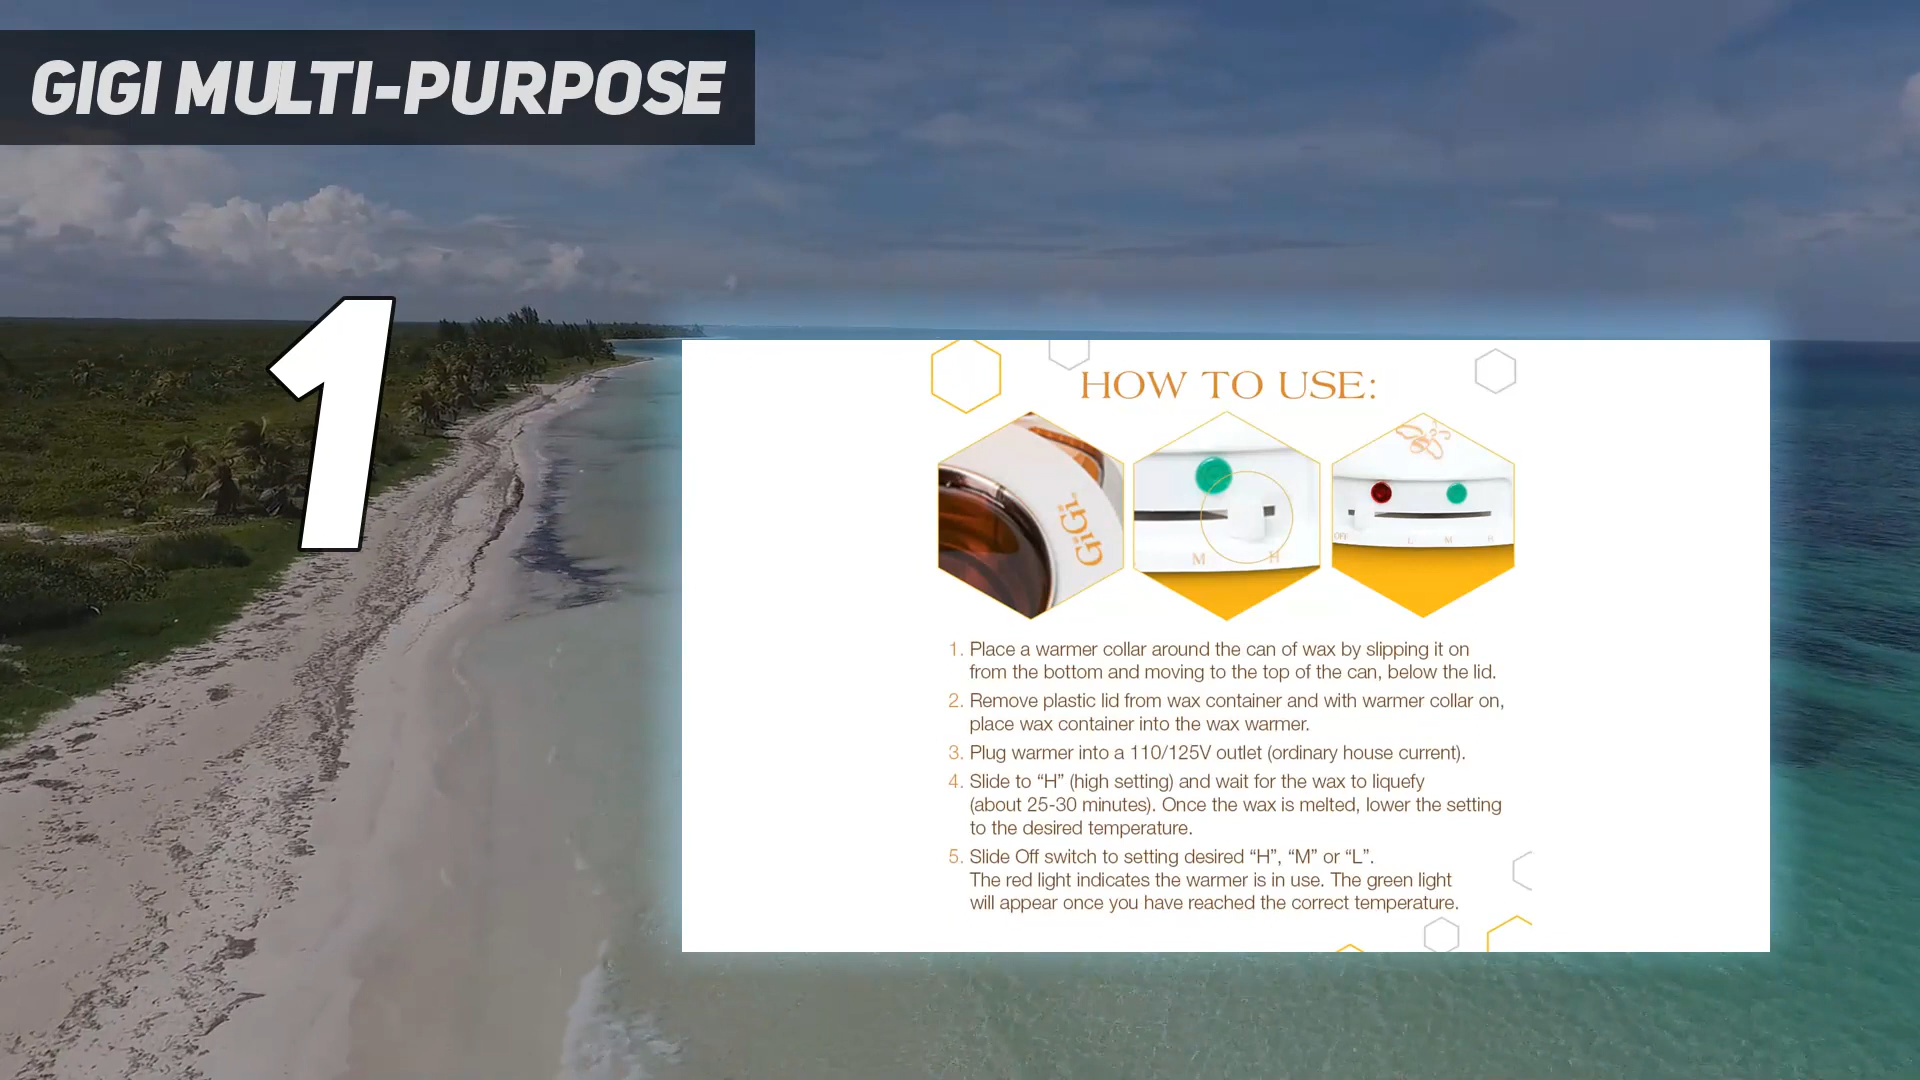 GIGI MULTI-PURPOSE
1
HOW TO USE:
GiGi
M H
OFF L M H
1. Place a warmer collar around the can of wax by slipping it on
from the bottom and moving to the top of the can, below the lid.
2. Remove plastic lid from wax container and with warmer collar on,
place wax container into the wax warmer.
3. Plug warmer into a 110/125V outlet (ordinary house current).
4. Slide to “H” (high setting) and wait for the wax to liquefy
(about 25-30 minutes). Once the wax is melted, lower the setting
to the desired temperature.
5. Slide Off switch to setting desired “H”, “M” or “L”.
The red light indicates the warmer is in use. The green light
will appear once you have reached the correct temperature.